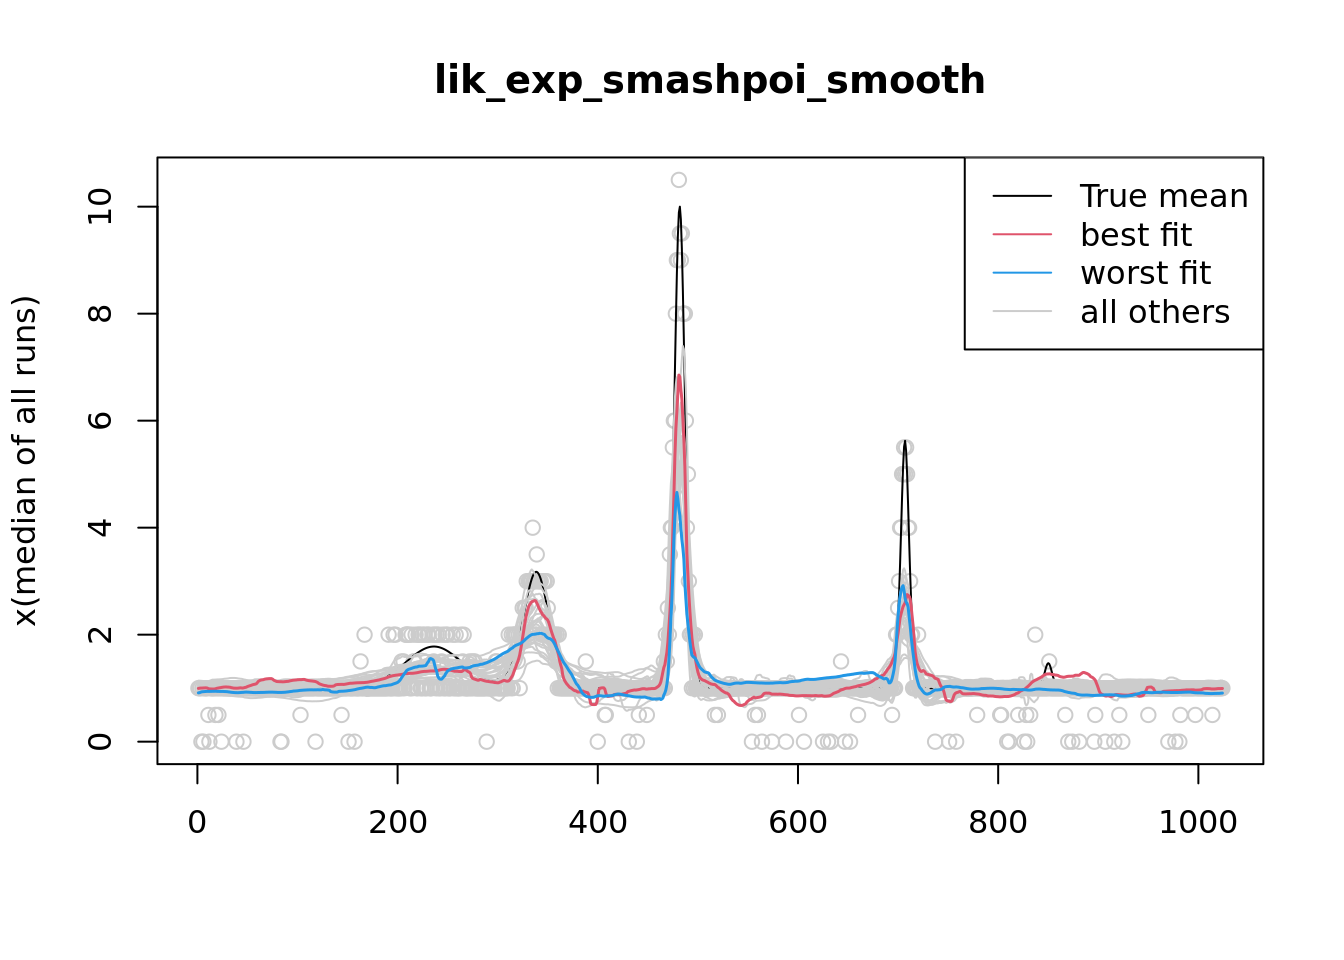 lik_exp_smashpoi_smooth
True mean
best fit
worst fit
all others
x(median of all runs)
10
8
6
4
2
0
0 200 400 600 800 1000